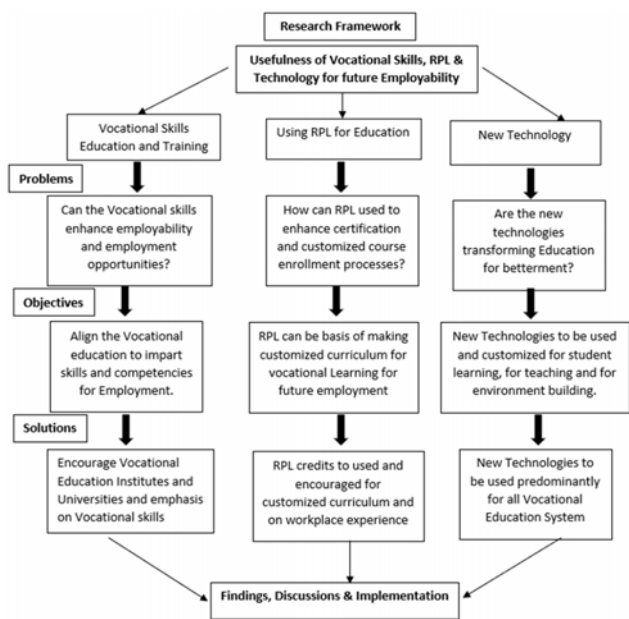 Research Framework
Usefulness of Vocational Skills, RPL &
Technology for future Employability
Vocational Skills
Education and Training
Using RPL for Education
New Technology
Problems
Can the Vocational skills
enhance employability
and employment
opportunities?
How can RPL used to
enhance certification
and customized course
enrollment processes?
Are the new
technologies
transforming Education
for betterment?
Objectives
Align the Vocational
education to impart
skills and competencies
for Employment.
RPL can be basis of making
customized curriculum for
vocational Learning for
future employment
New Technologies to be used
and customized for student
learning, for teaching and for
environment building.
Solutions
Encourage Vocational
Education Institutes and
Universities and emphasis
on Vocational skills
RPL credits to used and
encouraged for
customized curriculum and
on workplace experience
New Technologies to
be used predominantly
for all Vocational
Education System
Findings, Discussions & Implementation